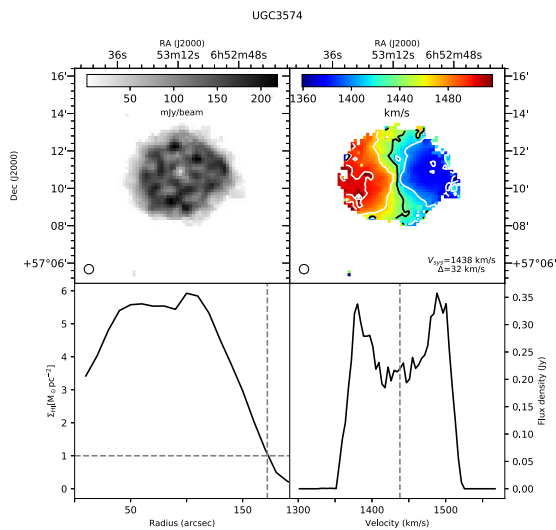 UGC3574
RA (J2000)
36s 53m12s 6h52m48s
RA (J2000)
36s 53m12s 6h52m48s
16'
14'
12'
10'
08'
+57°06'
Dec (J2000)
50 100 150 200
mJy/beam
1360 1400 1440 1480
km/s
V_sys=1438 km/s
Δ=32 km/s
16'
14'
12'
10'
08'
+57°06'
6
5
4
3
2
1
0
Σ_HI[M_⊙pc⁻²]
50 150
Radius (arcsec)
1300 1400 1500
Velocity (km/s)
0.35
0.30
0.25
0.20
0.15
0.10
0.05
0.00
Flux density (Jy)